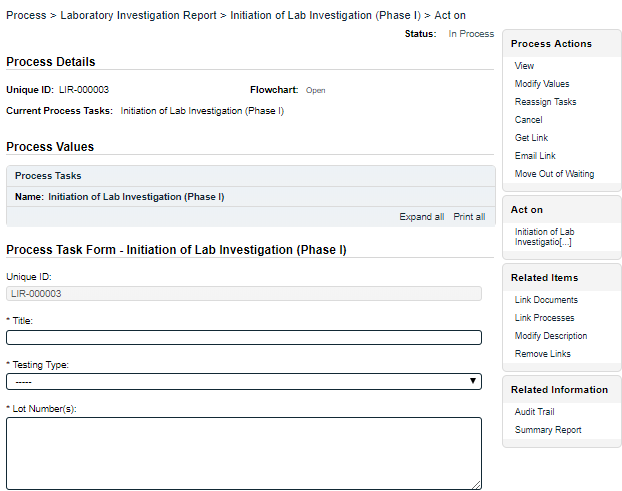 Process > Laboratory Investigation Report > Initiation of Lab Investigation (Phase I) > Act on
Status: In Process
Process Details
Unique ID: LIR-000003 Flowchart: Open
Current Process Tasks: Initiation of Lab Investigation (Phase I)
Process Values
Process Tasks
Name: Initiation of Lab Investigation (Phase I)
Expand all Print all
Process Task Form - Initiation of Lab Investigation (Phase I)
Unique ID:
LIR-000003
* Title:
* Testing Type:
-----
* Lot Number(s):
Process Actions
View
Modify Values
Reassign Tasks
Cancel
Get Link
Email Link
Move Out of Waiting
Act on
Initiation of Lab
Investigatio[...]
Related Items
Link Documents
Link Processes
Modify Description
Remove Links
Related Information
Audit Trail
Summary Report